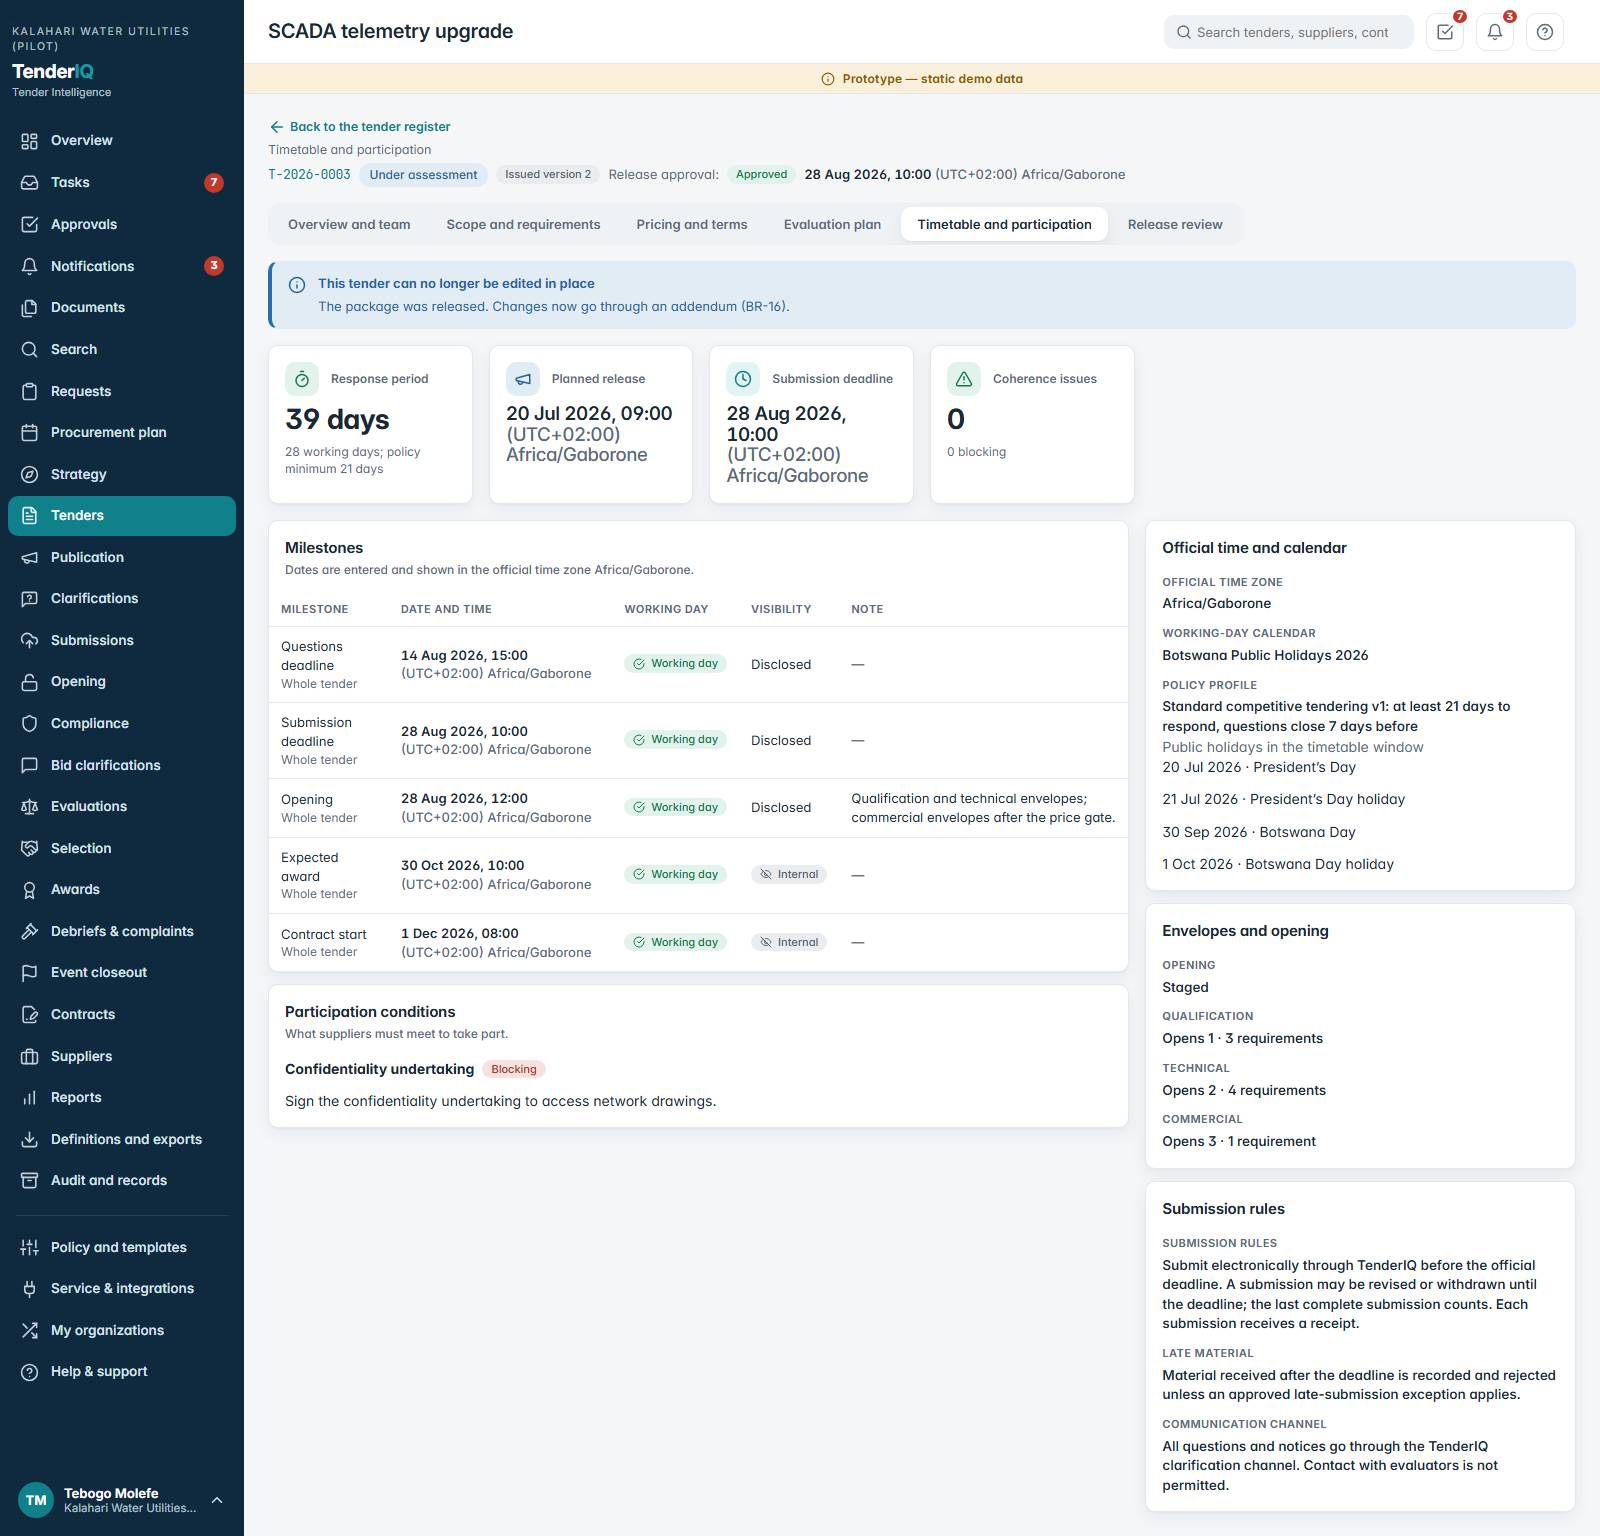 KALAHARI WATER UTILITIES
(PILOT)
TenderIQ
Tender Intelligence
Overview
Tasks 7
Approvals
Notifications 3
Documents
Search
Requests
Procurement plan
Strategy
Tenders
Publication
Clarifications
Submissions
Opening
Compliance
Bid clarifications
Evaluations
Selection
Awards
Debriefs & complaints
Event closeout
Contracts
Suppliers
Reports
Definitions and exports
Audit and records
Policy and templates
Service & integrations
My organizations
Help & support
TM Tebogo Molefe
Kalahari Water Utilities...
SCADA telemetry upgrade
Search tenders, suppliers, cont
7
3
Prototype — static demo data
Back to the tender register
Timetable and participation
T-2026-0003 Under assessment Issued version 2 Release approval: Approved 28 Aug 2026, 10:00 (UTC+02:00) Africa/Gaborone
Overview and team Scope and requirements Pricing and terms Evaluation plan Timetable and participation Release review
This tender can no longer be edited in place
The package was released. Changes now go through an addendum (BR-16).
Response period
39 days
28 working days; policy
minimum 21 days
Planned release
20 Jul 2026, 09:00
(UTC+02:00)
Africa/Gaborone
Submission deadline
28 Aug 2026,
10:00
(UTC+02:00)
Africa/Gaborone
Coherence issues
0
0 blocking
Milestones
Dates are entered and shown in the official time zone Africa/Gaborone.
MILESTONE DATE AND TIME WORKING DAY VISIBILITY NOTE
Questions
deadline
Whole tender
14 Aug 2026, 15:00
(UTC+02:00) Africa/Gaborone
Working day
Disclosed
—
Submission
deadline
Whole tender
28 Aug 2026, 10:00
(UTC+02:00) Africa/Gaborone
Working day
Disclosed
—
Opening
Whole tender
28 Aug 2026, 12:00
(UTC+02:00) Africa/Gaborone
Working day
Disclosed
Qualification and technical envelopes;
commercial envelopes after the price gate.
Expected
award
Whole tender
30 Oct 2026, 10:00
(UTC+02:00) Africa/Gaborone
Working day
Internal
—
Contract start
Whole tender
1 Dec 2026, 08:00
(UTC+02:00) Africa/Gaborone
Working day
Internal
—
Participation conditions
What suppliers must meet to take part.
Confidentiality undertaking Blocking
Sign the confidentiality undertaking to access network drawings.
Official time and calendar
OFFICIAL TIME ZONE
Africa/Gaborone
WORKING-DAY CALENDAR
Botswana Public Holidays 2026
POLICY PROFILE
Standard competitive tendering v1: at least 21 days to
respond, questions close 7 days before
Public holidays in the timetable window
20 Jul 2026 · President’s Day
21 Jul 2026 · President’s Day holiday
30 Sep 2026 · Botswana Day
1 Oct 2026 · Botswana Day holiday
Envelopes and opening
OPENING
Staged
QUALIFICATION
Opens 1 · 3 requirements
TECHNICAL
Opens 2 · 4 requirements
COMMERCIAL
Opens 3 · 1 requirement
Submission rules
SUBMISSION RULES
Submit electronically through TenderIQ before the official
deadline. A submission may be revised or withdrawn until
the deadline; the last complete submission counts. Each
submission receives a receipt.
LATE MATERIAL
Material received after the deadline is recorded and rejected
unless an approved late-submission exception applies.
COMMUNICATION CHANNEL
All questions and notices go through the TenderIQ
clarification channel. Contact with evaluators is not
permitted.